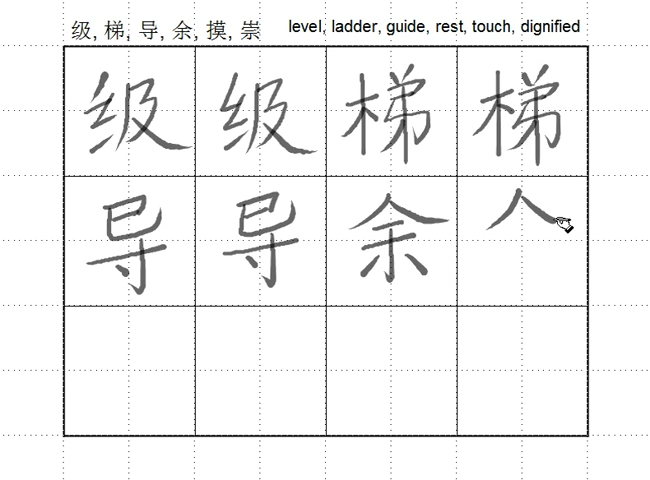 级, 梯, 导, 余, 摸, 崇 level, ladder, guide, rest, touch, dignified
级 级 梯 梯
导 导 余 人